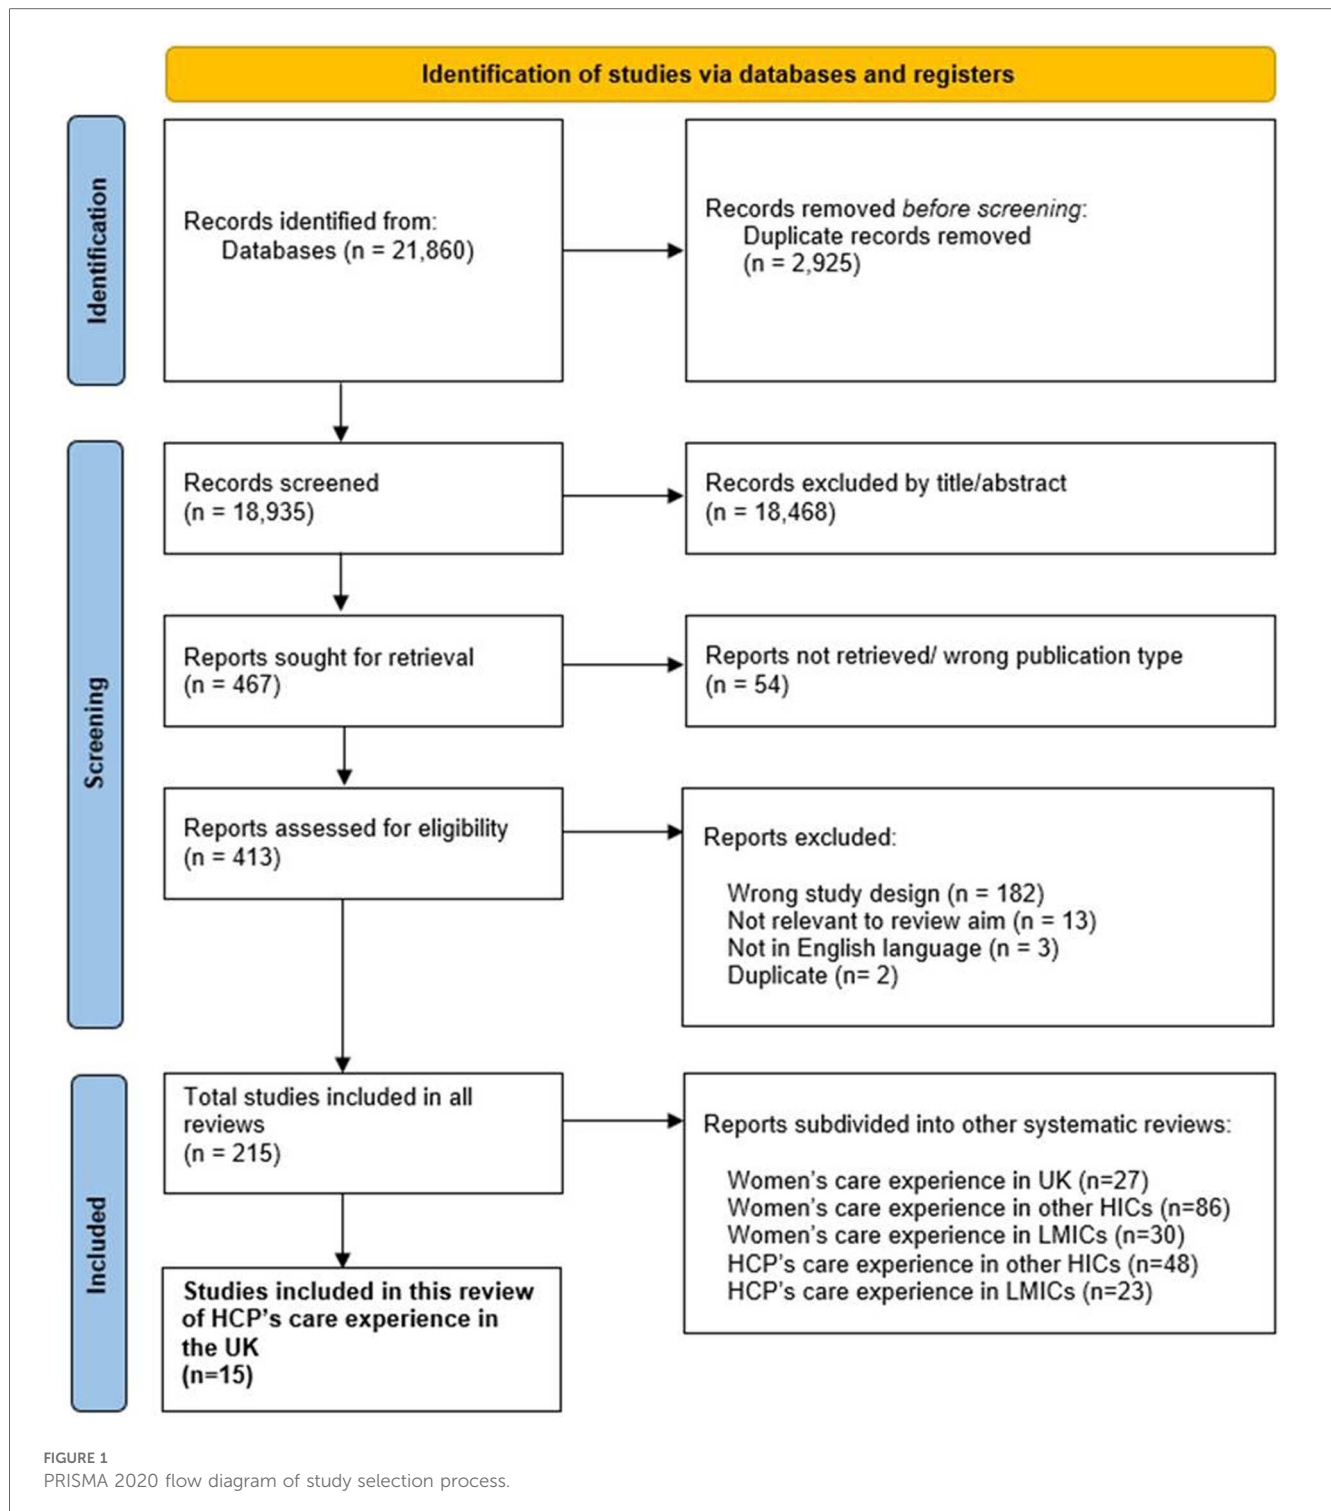 Identification of studies via databases and registers
Identification
Records identified from:
Databases (n = 21,860)
Records removed before screening:
Duplicate records removed
(n = 2,925)
Screening
Records screened
(n = 18,935)
Records excluded by title/abstract
(n = 18,468)
Reports sought for retrieval
(n = 467)
Reports not retrieved/ wrong publication type
(n = 54)
Reports assessed for eligibility
(n = 413)
Reports excluded:
Wrong study design (n = 182)
Not relevant to review aim (n = 13)
Not in English language (n = 3)
Duplicate (n= 2)
Included
Total studies included in all
reviews
(n = 215)
Reports subdivided into other systematic reviews:
Women's care experience in UK (n=27)
Women's care experience in other HICs (n=86)
Women's care experience in LMICs (n=30)
HCP's care experience in other HICs (n=48)
HCP's care experience in LMICs (n=23)
Studies included in this review
of HCP's care experience in
the UK
(n=15)
FIGURE 1
PRISMA 2020 flow diagram of study selection process.